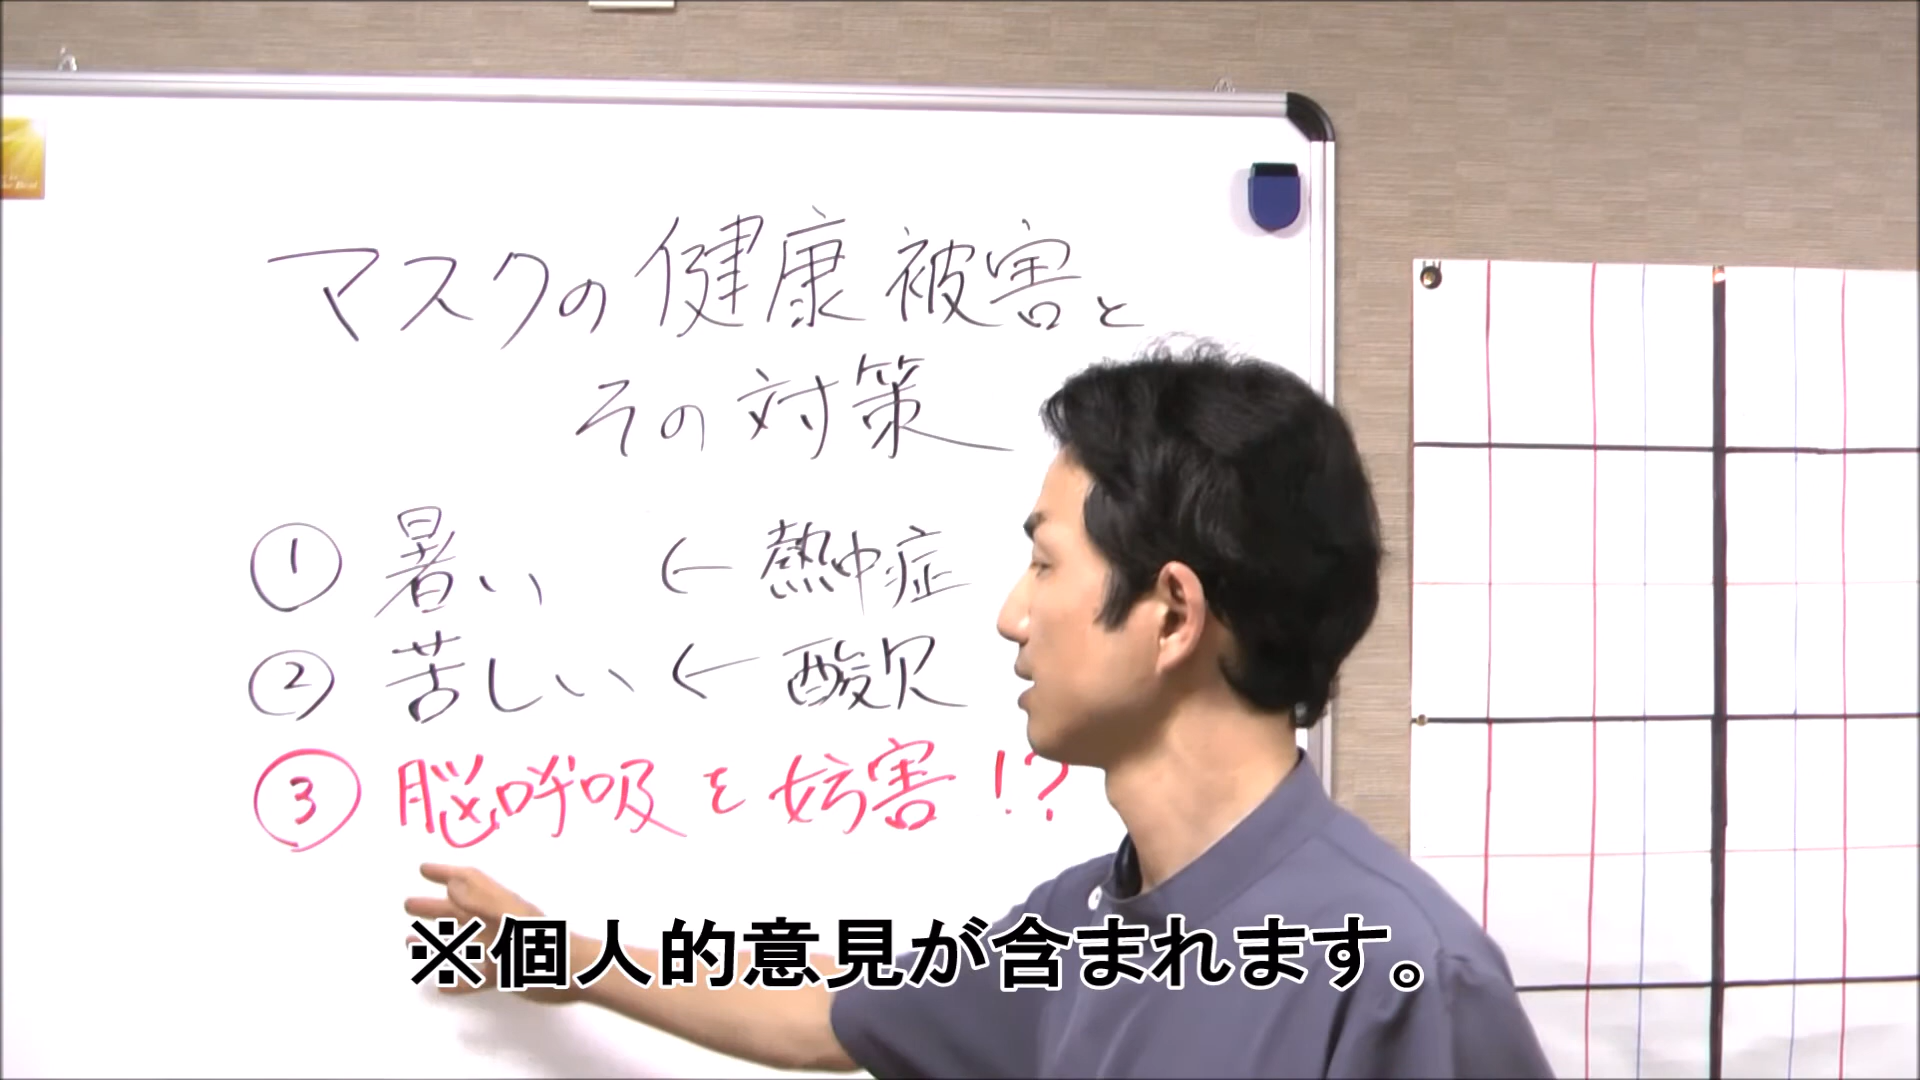 マスクの健康被害と
その対策
① 暑い ← 熱中症
② 苦しい ← 酸欠
③ 脳呼吸を妨害!?
※個人的意見が含まれます。